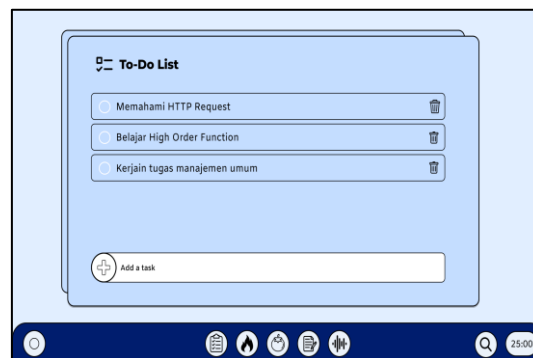 To-Do List
Memahami HTTP Request
Belajar High Order Function
Kerjain tugas manajemen umum
Add a task
25:00